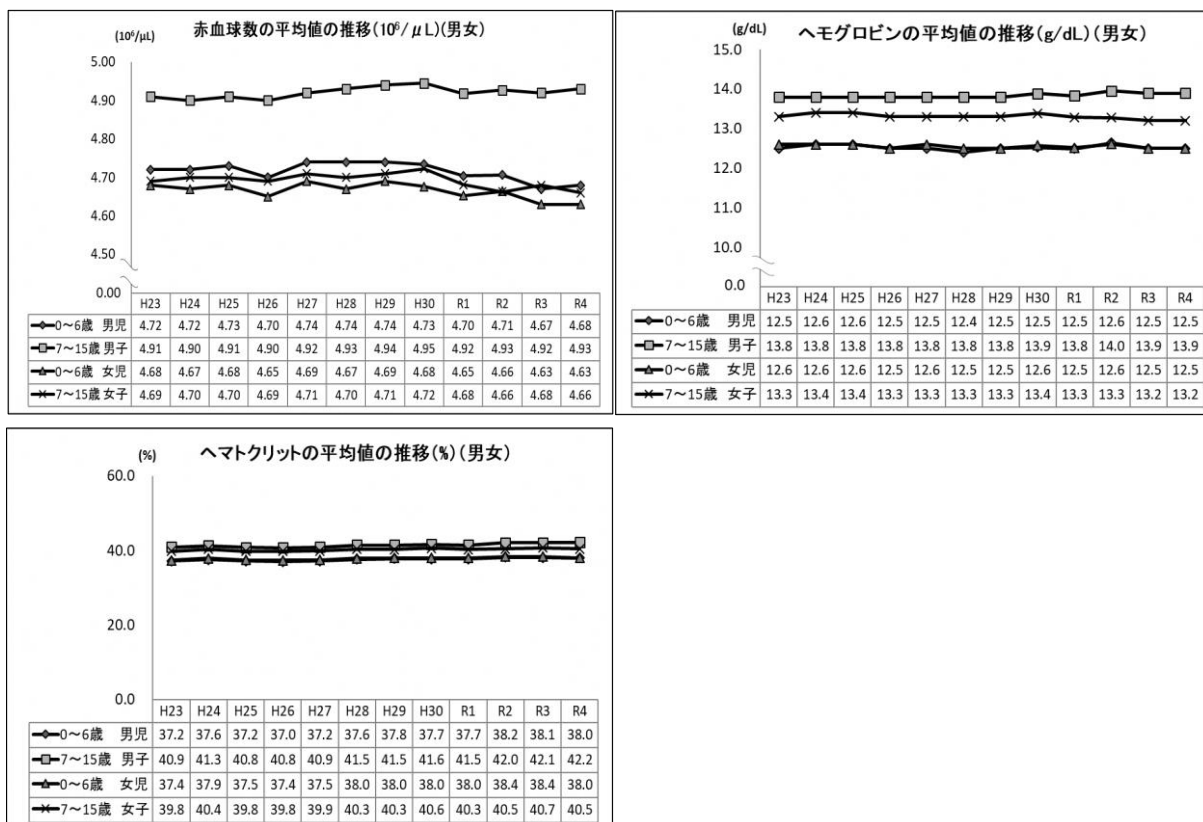 赤血球数の平均値の推移(10⁶/μL)(男女)
(10⁶/μL)
5.00
4.90
4.80
4.70
4.60
4.50
0.00
H23 H24 H25 H26 H27 H28 H29 H30 R1 R2 R3 R4
0～6歳 男児 4.72 4.72 4.73 4.70 4.74 4.74 4.74 4.73 4.70 4.71 4.67 4.68
7～15歳 男子 4.91 4.90 4.91 4.90 4.92 4.93 4.94 4.95 4.92 4.93 4.92 4.93
0～6歳 女児 4.68 4.67 4.68 4.65 4.69 4.67 4.69 4.68 4.65 4.66 4.63 4.63
7～15歳 女子 4.69 4.70 4.70 4.69 4.71 4.70 4.71 4.72 4.68 4.66 4.68 4.66
ヘモグロビンの平均値の推移(g/dL)(男女)
(g/dL)
15.0
14.0
13.0
12.0
11.0
10.0
0.0
H23 H24 H25 H26 H27 H28 H29 H30 R1 R2 R3 R4
0～6歳 男児 12.5 12.6 12.6 12.5 12.5 12.4 12.5 12.5 12.5 12.6 12.5 12.5
7～15歳 男子 13.8 13.8 13.8 13.8 13.8 13.8 13.8 13.9 13.8 14.0 13.9 13.9
0～6歳 女児 12.6 12.6 12.6 12.5 12.6 12.5 12.5 12.6 12.5 12.6 12.5 12.5
7～15歳 女子 13.3 13.4 13.4 13.3 13.3 13.3 13.3 13.4 13.3 13.3 13.2 13.2
ヘマトクリットの平均値の推移(%)(男女)
(%)
60.0
40.0
20.0
0.0
H23 H24 H25 H26 H27 H28 H29 H30 R1 R2 R3 R4
0～6歳 男児 37.2 37.6 37.2 37.0 37.2 37.6 37.8 37.7 37.7 38.2 38.1 38.0
7～15歳 男子 40.9 41.3 40.8 40.8 40.9 41.5 41.5 41.6 41.5 42.0 42.1 42.2
0～6歳 女児 37.4 37.9 37.5 37.4 37.5 38.0 38.0 38.0 38.0 38.4 38.4 38.0
7～15歳 女子 39.8 40.4 39.8 39.8 39.9 40.3 40.3 40.6 40.3 40.5 40.7 40.5